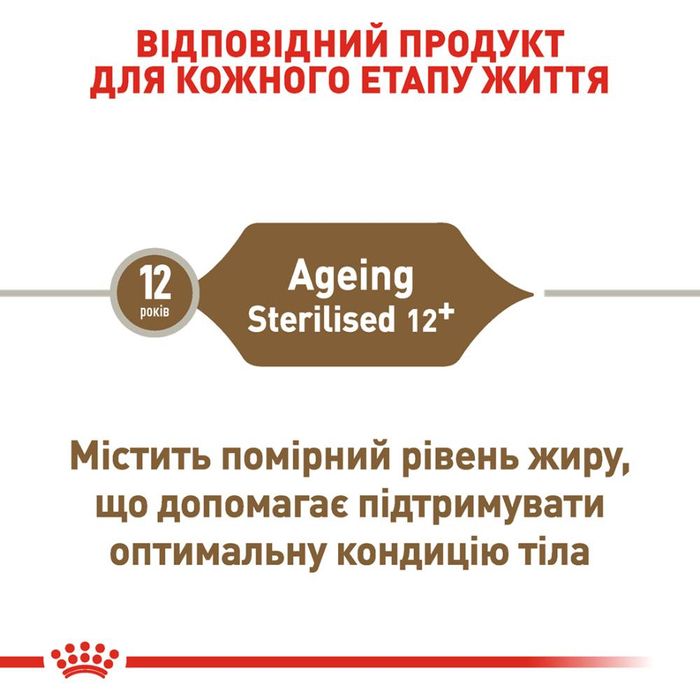 ВІДПОВІДНИЙ ПРОДУКТ
ДЛЯ КОЖНОГО ЕТАПУ ЖИТТЯ
12
років
Ageing
Sterilised 12+
Містить помірний рівень жиру,
що допомагає підтримувати
оптимальну кондицію тіла